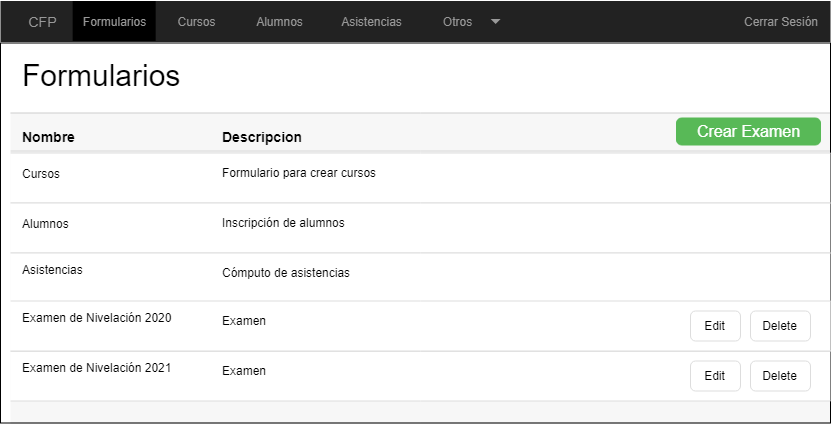 CFP Formularios Cursos Alumnos Asistencias Otros Cerrar Sesión
Formularios
Nombre Descripcion Crear Examen
Cursos Formulario para crear cursos
Alumnos Inscripción de alumnos
Asistencias Cómputo de asistencias
Examen de Nivelación 2020 Examen Edit Delete
Examen de Nivelación 2021 Examen Edit Delete